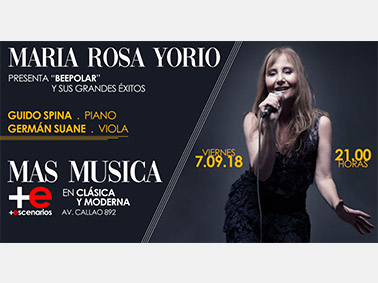 MARIA ROSA YORIO
PRESENTA "BEEPOLAR"
Y SUS GRANDES ÉXITOS
GUIDO SPINA . PIANO
GERMÁN SUANE . VIOLA
VIERNES
7.09.18
21.00
HORAS
MAS MUSICA
+e
+escenarios
EN CLÁSICA
Y MODERNA
AV. CALLAO 892